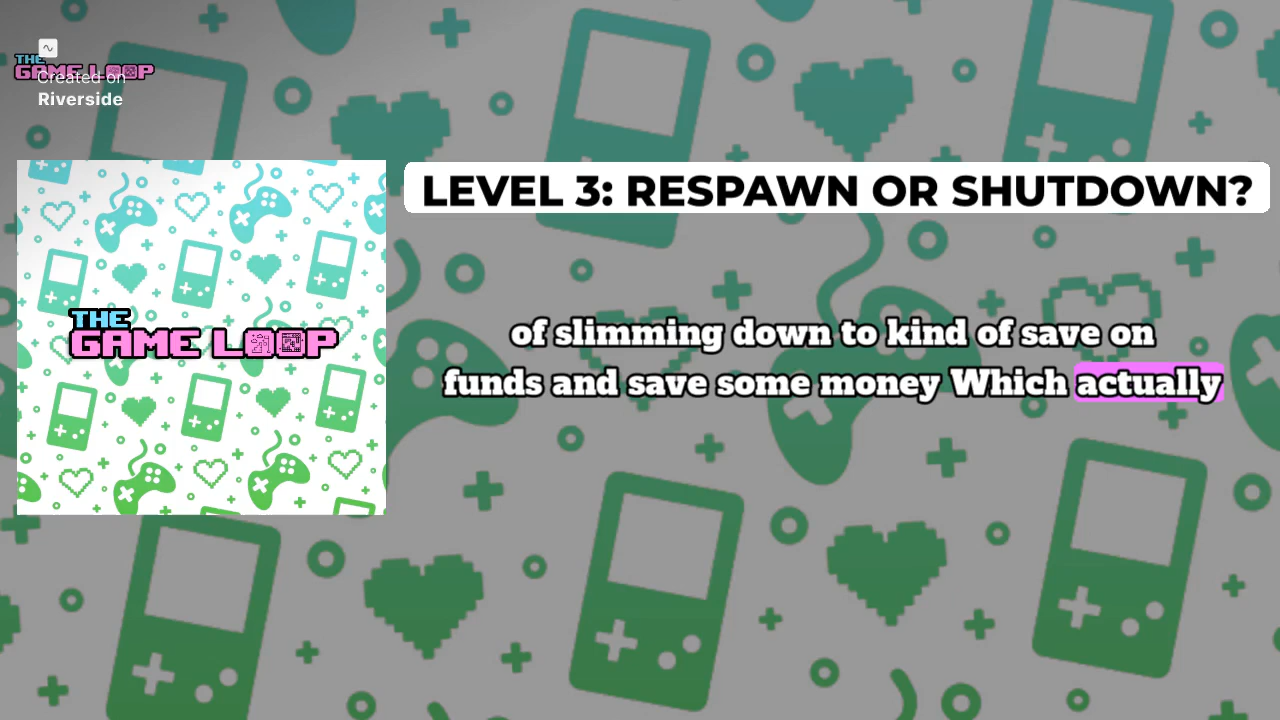 THE
GAME LOOP
Created on
Riverside
LEVEL 3: RESPAWN OR SHUTDOWN?
THE
GAME LOOP
of slimming down to kind of save on
funds and save some money Which actually